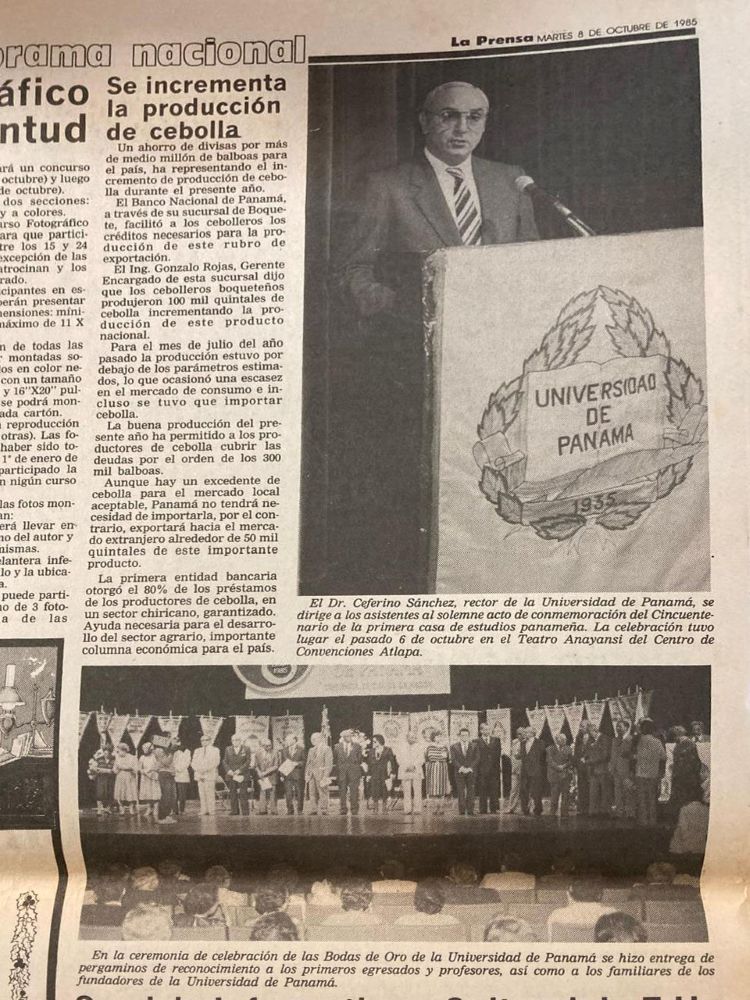 orama nacional
La Prensa MARTES 8 DE OCTUBRE DE 1985
áfico
ntud
ará un concurso
octubre) y luego
de octubre).
dos secciones:
y a colores.
urso Fotográfico
ara que partici-
tre los 15 y 24
excepción de las
atrocinan y los
rado.
icipantes en es-
berán presentar
mensiones: míni-
máximo de 11 X
n de todas las
r montadas so-
dos en color ne-
con un tamaño
y 16"X20" pul-
se podrá mon-
ada cartón.
a reproducción
otras). Las fo-
haber sido to-
1° de enero de
participado la
n nigún curso
las fotos mon-
an:
erá llevar en-
no del autor y
mismas.
elantera infe-
lo y la ubica-
a.
puede parti-
o de 3 foto-
a de las
Se incrementa
la producción
de cebolla
Un ahorro de divisas por más
de medio millón de balboas para
el país, ha representando el in-
cremento de producción de cebo-
lla durante el presente año.
El Banco Nacional de Panamá,
a través de su sucursal de Boque-
te, facilitó a los cebolleros los
créditos necesarios para la pro-
ducción de este rubro de
exportación.
El Ing. Gonzalo Rojas, Gerente
Encargado de esta sucursal dijo
que los cebolleros boqueteños
produjeron 100 mil quintales de
cebolla incrementando la pro-
ducción de este producto
nacional.
Para el mes de julio del año
pasado la producción estuvo por
debajo de los parámetros estima-
dos, lo que ocasionó una escasez
en el mercado de consumo e in-
cluso se tuvo que importar
cebolla.
La buena producción del pre-
sente año ha permitido a los pro-
ductores de cebolla cubrir las
deudas por el orden de los 300
mil balboas.
Aunque hay un excedente de
cebolla para el mercado local
aceptable, Panamá no tendrá ne-
cesidad de importarla, por el con-
trario, exportará hacia el merca-
do extranjero alrededor de 50 mil
quintales de este importante
producto.
La primera entidad bancaria
otorgó el 80% de los préstamos
de los productores de cebolla, en
un sector chiricano, garantizado.
Ayuda necesaria para el desarro-
llo del sector agrario, importante
columna económica para el país.
UNIVERSIDAD
DE
PANAMA
1935
El Dr. Ceferino Sánchez, rector de la Universidad de Panamá, se
dirige a los asistentes al solemne acto de conmemoración del Cincuente-
nario de la primera casa de estudios panameña. La celebración tuvo
lugar el pasado 6 de octubre en el Teatro Anayansi del Centro de
Convenciones Atlapa.
1985
En la ceremonia de celebración de las Bodas de Oro de la Universidad de Panamá se hizo entrega de
pergaminos de reconocimiento a los primeros egresados y profesores, así como a los familiares de los
fundadores de la Universidad de Panamá.